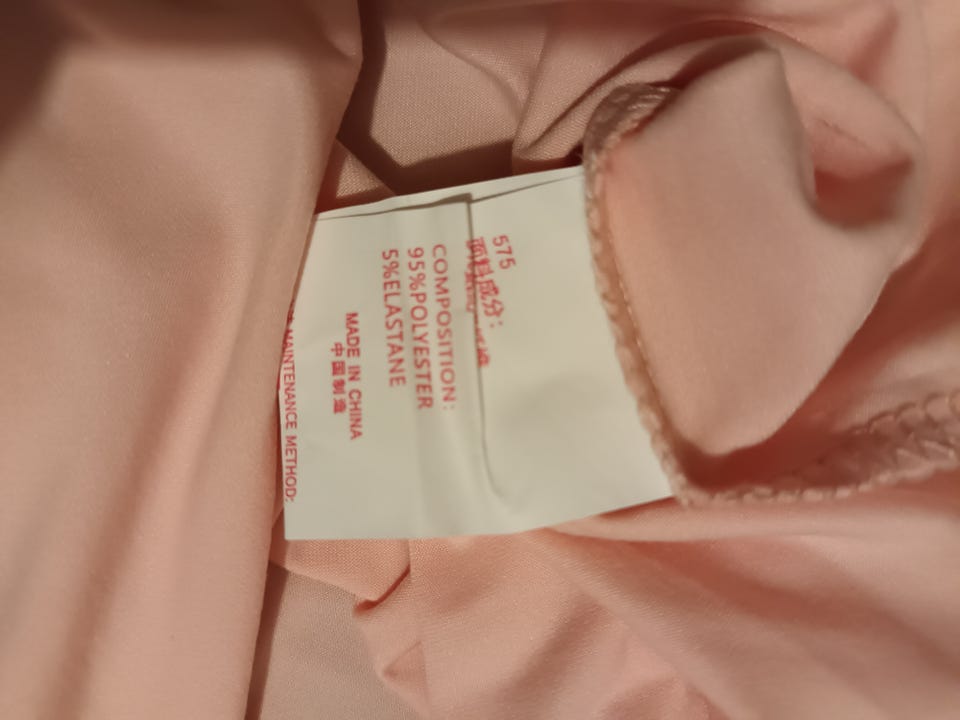 575
面料成分：
COMPOSITION:
95%POLYESTER
5%ELASTANE
MADE IN CHINA
中国制造
MAINTENANCE METHOD: